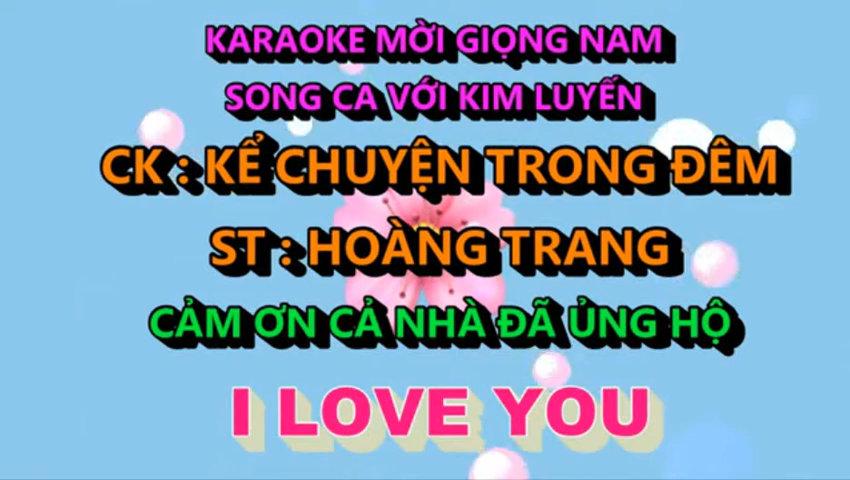 KARAOKE MỜI GIỌNG NAM
SONG CA VỚI KIM LUYẾN
CK : KỂ CHUYỆN TRONG ĐÊM
ST : HOÀNG TRANG
CẢM ƠN CẢ NHÀ ĐÃ ỦNG HỘ
I LOVE YOU